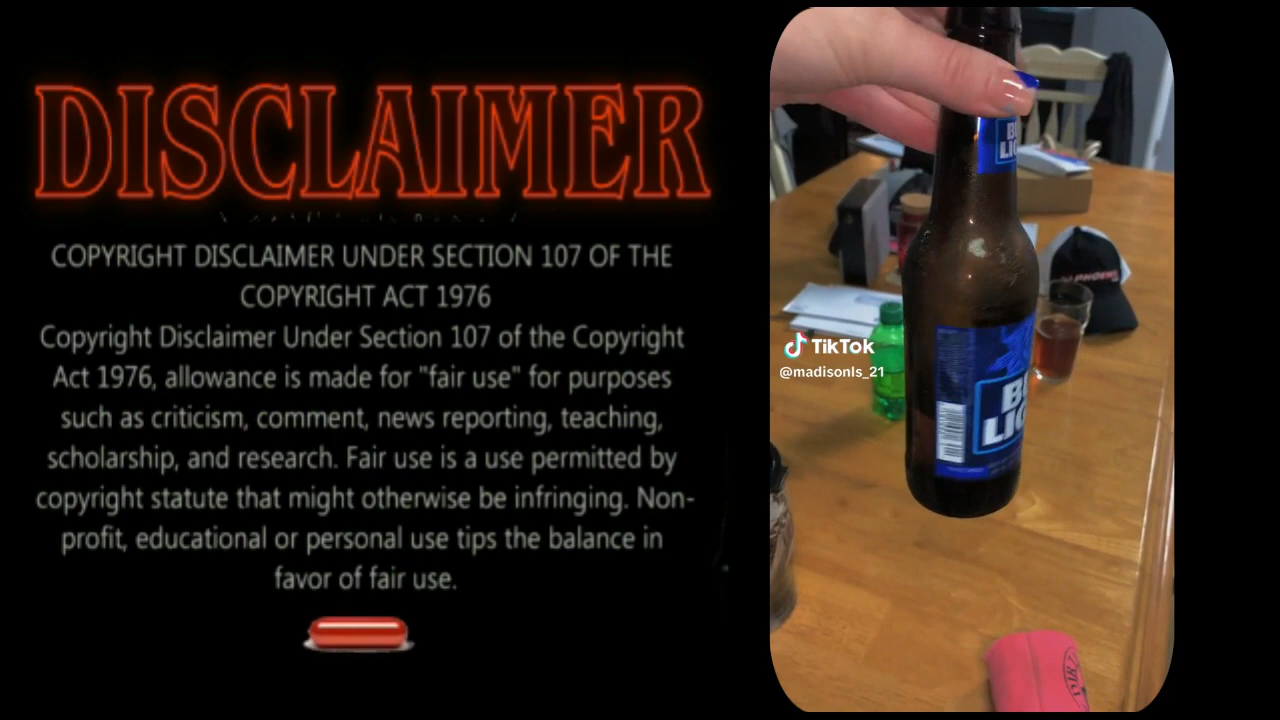 DISCLAIMER
COPYRIGHT DISCLAIMER UNDER SECTION 107 OF THE
COPYRIGHT ACT 1976
Copyright Disclaimer Under Section 107 of the Copyright
Act 1976, allowance is made for "fair use" for purposes
such as criticism, comment, news reporting, teaching,
scholarship, and research. Fair use is a use permitted by
copyright statute that might otherwise be infringing. Non-
profit, educational or personal use tips the balance in
favor of fair use.
TikTok
@madisonls_21